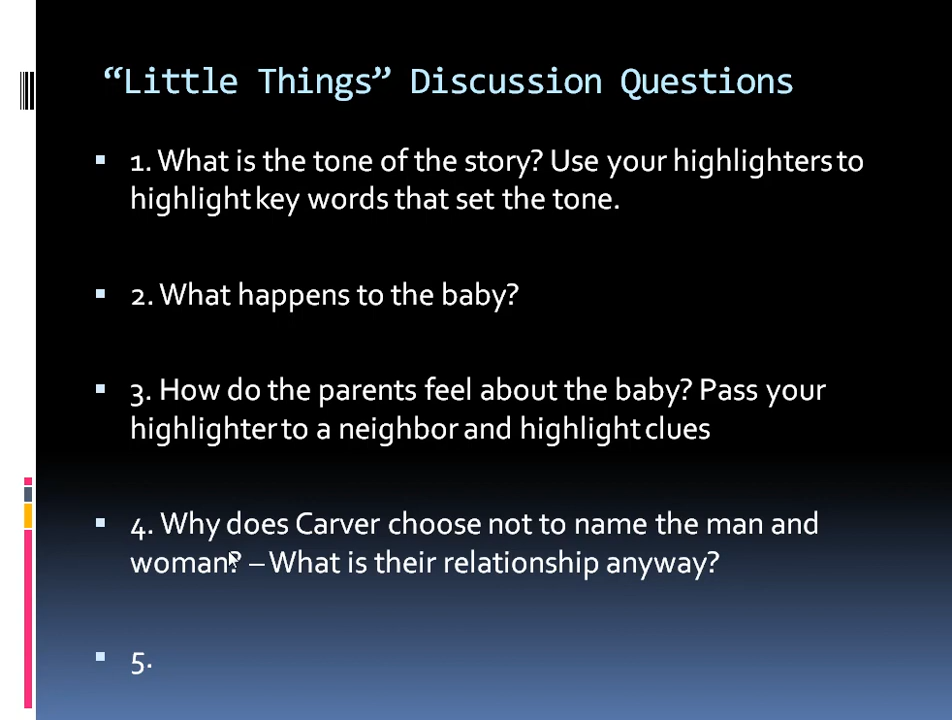 “Little Things” Discussion Questions
1. What is the tone of the story? Use your highlighters to
highlight key words that set the tone.
2. What happens to the baby?
3. How do the parents feel about the baby? Pass your
highlighter to a neighbor and highlight clues
4. Why does Carver choose not to name the man and
woman? – What is their relationship anyway?
5.